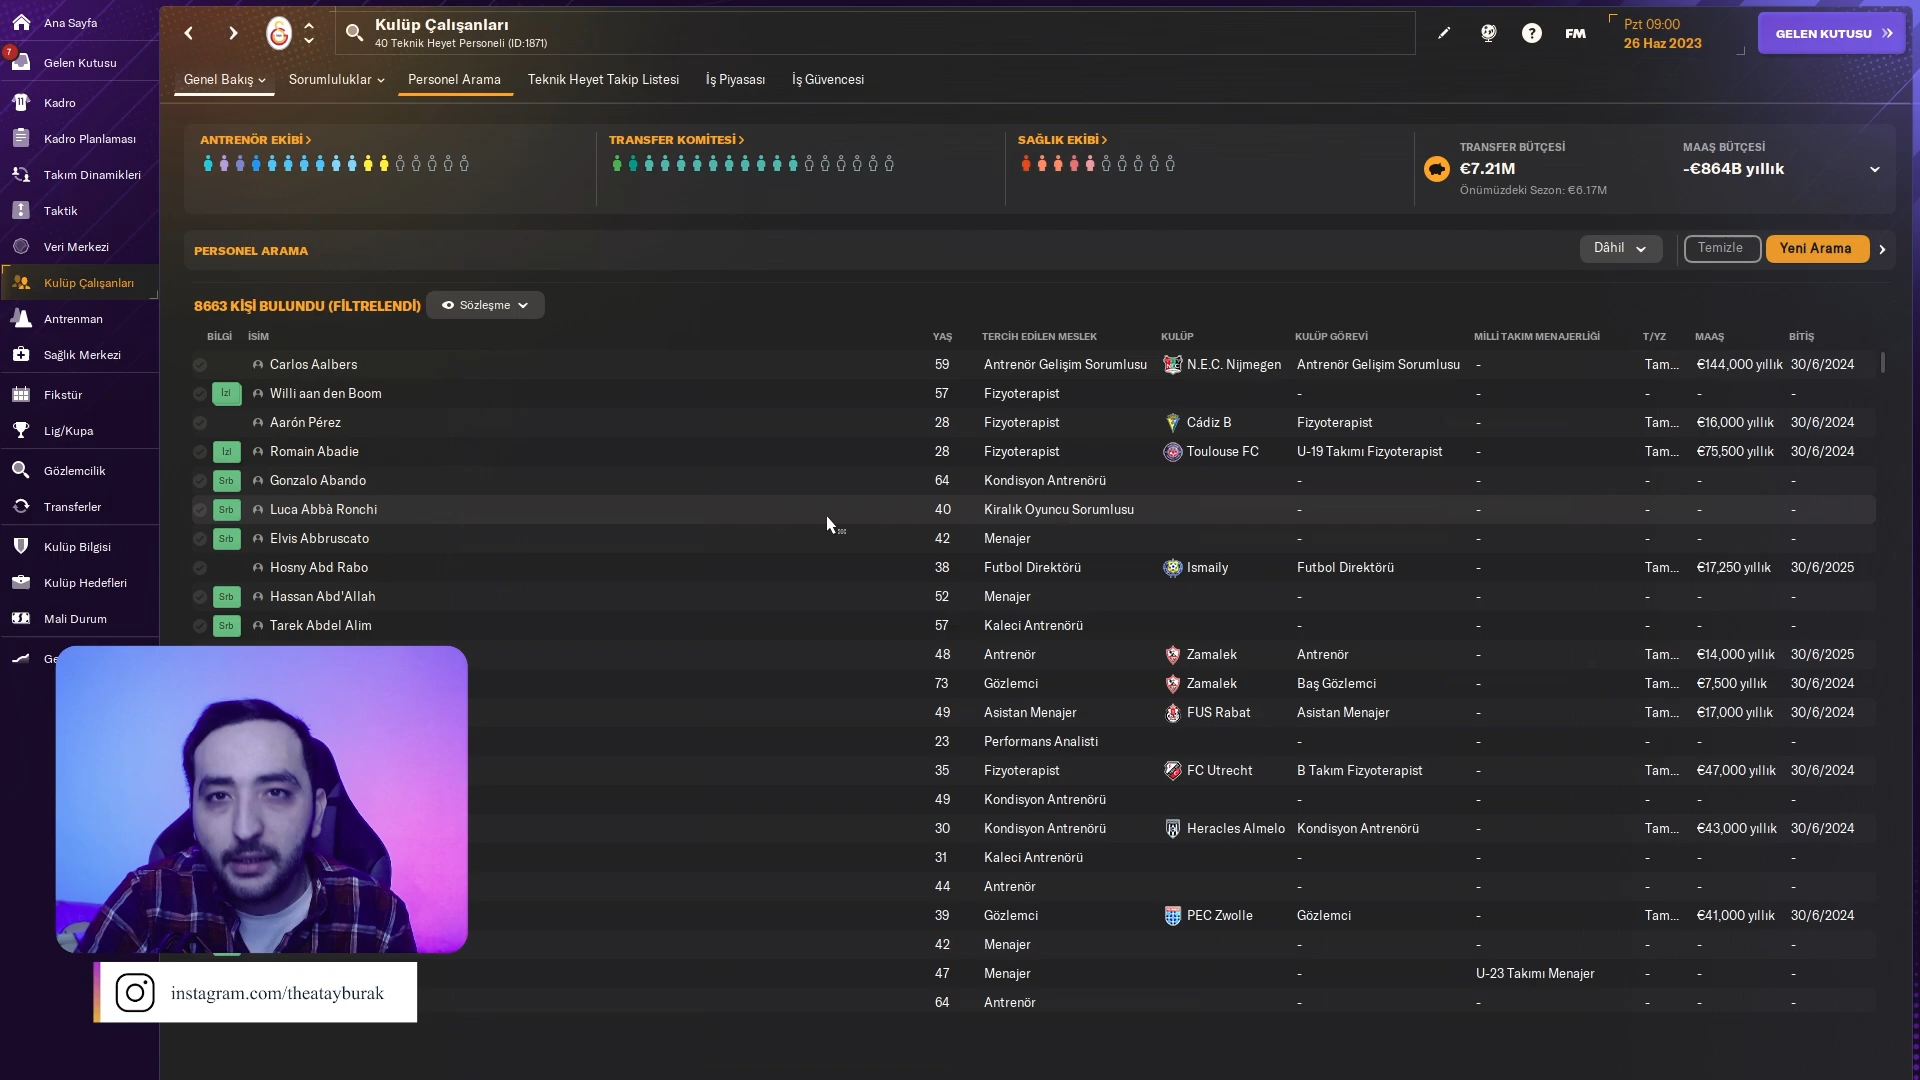 Ana Sayfa
7
Gelen Kutusu
Kadro
Kadro Planlaması
Takım Dinamikleri
Taktik
Veri Merkezi
Kulüp Çalışanları
Antrenman
Sağlık Merkezi
Fikstür
Lig/Kupa
Gözlemcilik
Transferler
Kulüp Bilgisi
Kulüp Hedefleri
Mali Durum
Kulüp Çalışanları
40 Teknik Heyet Personeli (ID:1871)
FM
Pzt 09:00
26 Haz 2023
GELEN KUTUSU
Genel Bakış Sorumluluklar Personel Arama Teknik Heyet Takip Listesi İş Piyasası İş Güvencesi
ANTRENÖR EKİBİ
TRANSFER KOMİTESİ
SAĞLIK EKİBİ
TRANSFER BÜTÇESİ
€7.21M
Önümüzdeki Sezon: €6.17M
MAAŞ BÜTÇESİ
-€864B yıllık
PERSONEL ARAMA
Dâhil Temizle Yeni Arama
8663 KİŞİ BULUNDU (FİLTRELENDİ) Sözleşme
BİLGİ İSİM YAŞ TERCİH EDİLEN MESLEK KULÜP KULÜP GÖREVİ MİLLİ TAKIM MENAJERLİĞİ T/YZ MAAŞ BİTİŞ
Carlos Aalbers 59 Antrenör Gelişim Sorumlusu N.E.C. Nijmegen Antrenör Gelişim Sorumlusu - Tam... €144,000 yıllık 30/6/2024
İzl Willi aan den Boom 57 Fizyoterapist - - - - -
Aarón Pérez 28 Fizyoterapist Cádiz B Fizyoterapist - Tam... €16,000 yıllık 30/6/2024
İzl Romain Abadie 28 Fizyoterapist Toulouse FC U-19 Takımı Fizyoterapist - Tam... €75,500 yıllık 30/6/2024
Srb Gonzalo Abando 64 Kondisyon Antrenörü - - - - -
Srb Luca Abbà Ronchi 40 Kiralık Oyuncu Sorumlusu - - - - -
Srb Elvis Abbruscato 42 Menajer - - - - -
Hosny Abd Rabo 38 Futbol Direktörü Ismaily Futbol Direktörü - Tam... €17,250 yıllık 30/6/2025
Srb Hassan Abd'Allah 52 Menajer - - - - -
Srb Tarek Abdel Alim 57 Kaleci Antrenörü - - - - -
48 Antrenör Zamalek Antrenör - Tam... €14,000 yıllık 30/6/2025
73 Gözlemci Zamalek Baş Gözlemci - Tam... €7,500 yıllık 30/6/2024
49 Asistan Menajer FUS Rabat Asistan Menajer - Tam... €17,000 yıllık 30/6/2024
23 Performans Analisti - - - - -
35 Fizyoterapist FC Utrecht B Takım Fizyoterapist - Tam... €47,000 yıllık 30/6/2024
49 Kondisyon Antrenörü - - - - -
30 Kondisyon Antrenörü Heracles Almelo Kondisyon Antrenörü - Tam... €43,000 yıllık 30/6/2024
31 Kaleci Antrenörü - - - - -
44 Antrenör - - - - -
39 Gözlemci PEC Zwolle Gözlemci - Tam... €41,000 yıllık 30/6/2024
42 Menajer - - - - -
47 Menajer - U-23 Takımı Menajer - - -
64 Antrenör - - - - -
instagram.com/theatayburak